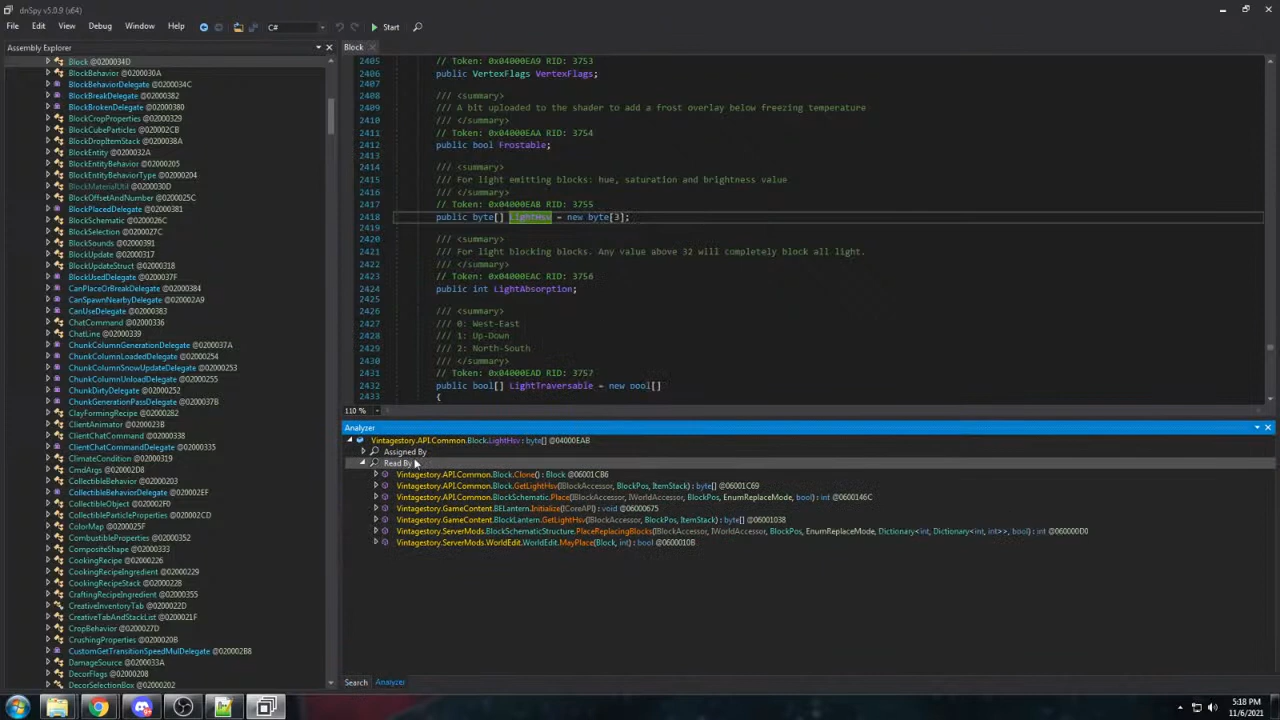 dnSpy v5.0.9 (x64)
File Edit View Debug Window Help C# Start
Assembly Explorer
Block @0200034D
BlockBehavior @0200030A
BlockBehaviorDelegate @0200034C
BlockBreakDelegate @02000382
BlockBrokenDelegate @02000380
BlockCropProperties @02000329
BlockCubeParticles @020002CB
BlockDropItemStack @0200038A
BlockEntity @0200032A
BlockEntityBehavior @02000205
BlockEntityBehaviorType @02000204
BlockMaterialUtil @0200030D
BlockOffsetAndNumber @0200025C
BlockPlacedDelegate @02000381
BlockSchematic @0200026C
BlockSelection @0200031C
BlockSounds @02000391
BlockUpdate @02000317
BlockUpdateStruct @02000318
BlockUsedDelegate @0200037F
CanPlaceOrBreakDelegate @02000382
CanSpawnNearbyDelegate @020002A9
CanUseDelegate @02000383
ChatCommand @02000336
ChatLine @02000339
ChunkColumnGenerationDelegate @0200037A
ChunkColumnLoadedDelegate @02000254
ChunkColumnSnowUpdateDelegate @02000253
ChunkColumnUnloadDelegate @02000255
ChunkDirtyDelegate @02000252
ChunkGenerationPassDelegate @0200037B
ClayFormingRecipe @02000282
ClientAnimator @0200023B
ClientChatCommand @02000338
ClientChatCommandDelegate @02000335
ClimateCondition @02000319
CmdArgs @020002D8
CollectibleBehavior @02000203
CollectibleBehaviorDelegate @020002EF
CollectibleObject @020002F0
CollectibleParticleProperties @020002CD
ColorMap @0200025F
CombustibleProperties @02000352
CompositeShape @02000333
CookingRecipe @02000226
CookingRecipeIngredient @02000229
CookingRecipeStack @0200022B
CraftingRecipeIngredient @02000355
CreativeInventoryTab @0200022D
CreativeTabAndStackList @0200021F
CropBehavior @0200027D
CrushingProperties @0200020B
CustomGetTransitionSpeedMulDelegate @020002B8
DamageSource @0200033A
DecorFlags @02000208
DecorSelectionBox @02000202
Block
2405 // Token: 0x04000EA9 RID: 3753
2406 public VertexFlags VertexFlags;
2407
2408 /// <summary>
2409 /// A bit uploaded to the shader to add a frost overlay below freezing temperature
2410 /// </summary>
2411 // Token: 0x04000EAA RID: 3754
2412 public bool Frostable;
2413
2414 /// <summary>
2415 /// For light emitting blocks: hue, saturation and brightness value
2416 /// </summary>
2417 // Token: 0x04000EAB RID: 3755
2418 public byte[] LightHsv = new byte[3];
2419
2420 /// <summary>
2421 /// For light blocking blocks. Any value above 32 will completely block all light.
2422 /// </summary>
2423 // Token: 0x04000EAC RID: 3756
2424 public int LightAbsorption;
2425
2426 /// <summary>
2427 /// 0: West-East
2428 /// 1: Up-Down
2429 /// 2: North-South
2430 /// </summary>
2431 // Token: 0x04000EAD RID: 3757
2432 public bool[] LightTraversable = new bool[]
2433 {
110 %
Analyzer
Vintagestory.API.Common.Block.LightHsv : byte[] @04000EAB
Assigned By
Read By
Vintagestory.API.Common.Block.Clone() : Block @06001CB6
Vintagestory.API.Common.Block.GetLightHsv(IBlockAccessor, BlockPos, ItemStack) : byte[] @06001C69
Vintagestory.API.Common.BlockSchematic.Place(IBlockAccessor, IWorldAccessor, BlockPos, EnumReplaceMode, bool) : int @0600146C
Vintagestory.GameContent.BELantern.Initialize(ICoreAPI) : void @06000675
Vintagestory.GameContent.BlockLantern.GetLightHsv(IBlockAccessor, BlockPos, ItemStack) : byte[] @06001038
Vintagestory.ServerMods.BlockSchematicStructure.PlaceReplacingBlocks(IBlockAccessor, IWorldAccessor, BlockPos, EnumReplaceMode, Dictionary<int, Dictionary<int, int>>, bool) : int @060000D0
Vintagestory.ServerMods.WorldEdit.WorldEdit.MayPlace(Block, int) : bool @0600010B
Search Analyzer
5:18 PM
11/6/2021